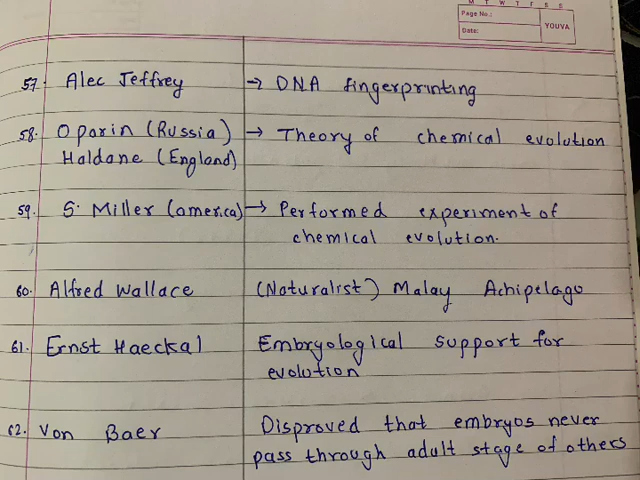 M T W T F S S
Page No.:
Date:
YOUVA
57. Alec Jeffrey → DNA fingerprinting
58. Oparin (Russia) → Theory of chemical evolution
Haldane (England)
59. S. Miller (america) → Performed experiment of
chemical evolution.
60. Alfred Wallace (Naturalist) Malay Achipelago
61. Ernst Haeckal Embryological support for
evolution
62. Von Baer Disproved that embryos never
pass through adult stage of others